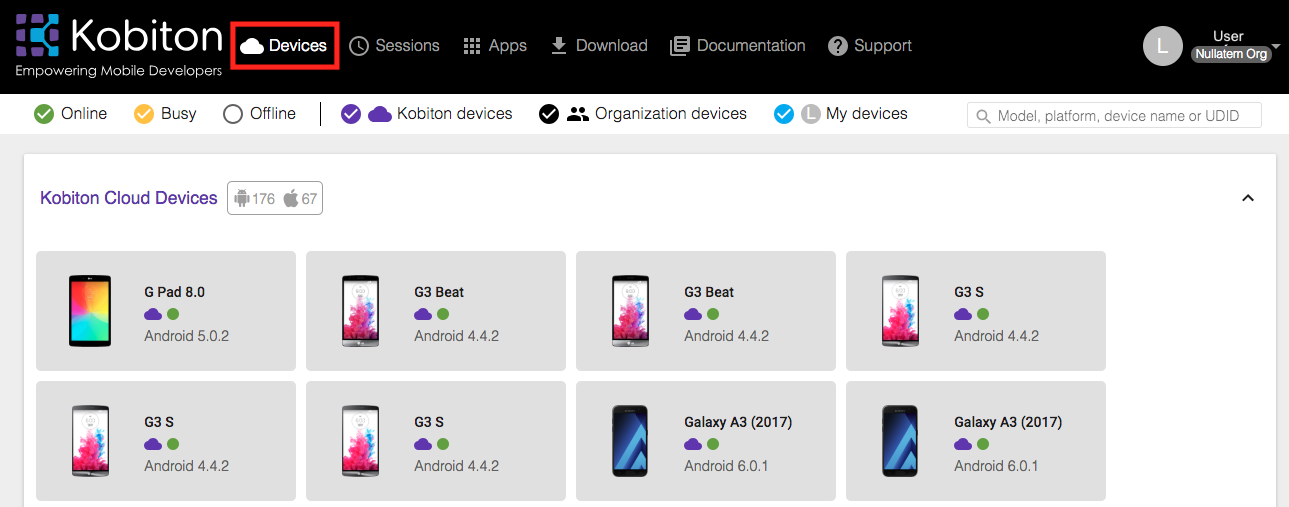 Kobiton
Empowering Mobile Developers
Devices
Sessions
Apps
Download
Documentation
Support
L
User
Nullatem Org
Online
Busy
Offline
Kobiton devices
Organization devices
L
My devices
Model, platform, device name or UDID
Kobiton Cloud Devices
176
67
G Pad 8.0
Android 5.0.2
G3 Beat
Android 4.4.2
G3 Beat
Android 4.4.2
G3 S
Android 4.4.2
G3 S
Android 4.4.2
G3 S
Android 4.4.2
Galaxy A3 (2017)
Android 6.0.1
Galaxy A3 (2017)
Android 6.0.1